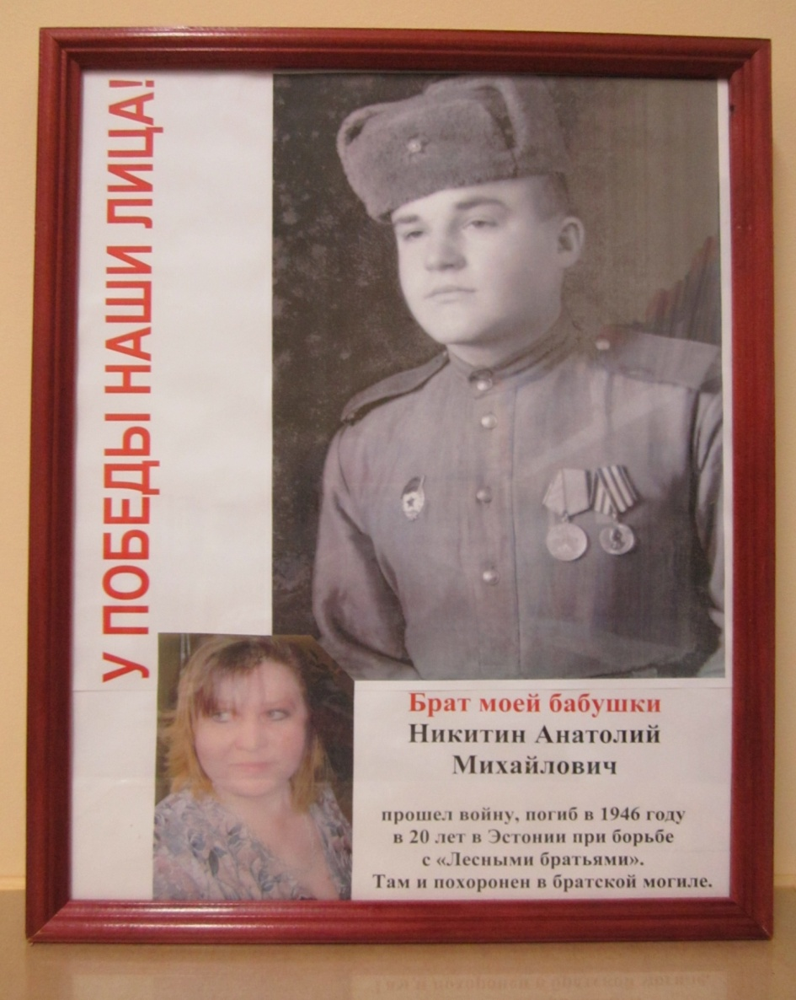 У ПОБЕДЫ НАШИ ЛИЦА!
Брат моей бабушки
Никитин Анатолий
Михайлович
прошел войну, погиб в 1946 году
в 20 лет в Эстонии при борьбе
с «Лесными братьями».
Там и похоронен в братской могиле.